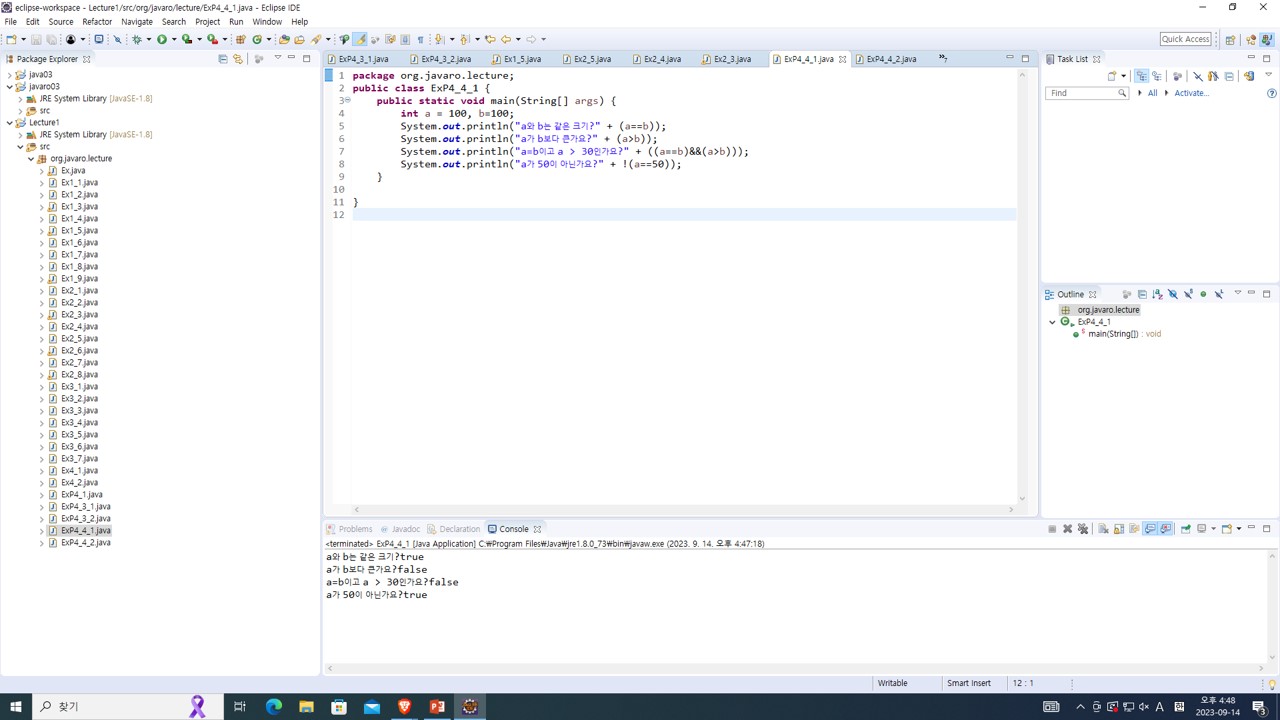 eclipse-workspace - Lecture1/src/org/javaro/lecture/ExP4_4_1.java - Eclipse IDE
File Edit Source Refactor Navigate Search Project Run Window Help
Quick Access
Package Explorer
java03
javaro03
JRE System Library [JavaSE-1.8]
src
Lecture1
JRE System Library [JavaSE-1.8]
src
org.javaro.lecture
Ex.java
Ex1_1.java
Ex1_2.java
Ex1_3.java
Ex1_4.java
Ex1_5.java
Ex1_6.java
Ex1_7.java
Ex1_8.java
Ex1_9.java
Ex2_1.java
Ex2_2.java
Ex2_3.java
Ex2_4.java
Ex2_5.java
Ex2_6.java
Ex2_7.java
Ex2_8.java
Ex3_1.java
Ex3_2.java
Ex3_3.java
Ex3_4.java
Ex3_5.java
Ex3_6.java
Ex3_7.java
Ex4_1.java
Ex4_2.java
ExP4_1.java
ExP4_3_1.java
ExP4_3_2.java
ExP4_4_1.java
ExP4_4_2.java
ExP4_3_1.java ExP4_3_2.java Ex1_5.java Ex2_5.java Ex2_4.java Ex2_3.java ExP4_4_1.java ExP4_4_2.java »7
1 package org.javaro.lecture;
2 public class ExP4_4_1 {
3 public static void main(String[] args) {
4 int a = 100, b=100;
5 System.out.println("a와 b는 같은 크기?" + (a==b));
6 System.out.println("a가 b보다 큰가요?" + (a>b));
7 System.out.println("a=b이고 a > 30인가요?" + ((a==b)&&(a>b)));
8 System.out.println("a가 50이 아닌가요?" + !(a==50));
9 }
10
11 }
12
Task List
Find All Activate...
Outline
org.javaro.lecture
ExP4_4_1
main(String[]) : void
Problems Javadoc Declaration Console
<terminated> ExP4_4_1 [Java Application] C:₩Program Files₩Java₩jre1.8.0_73₩bin₩javaw.exe (2023. 9. 14. 오후 4:47:18)
a와 b는 같은 크기?true
a가 b보다 큰가요?false
a=b이고 a > 30인가요?false
a가 50이 아닌가요?true
Writable Smart Insert 12 : 1
찾기
A
오후 4:48
2023-09-14
3